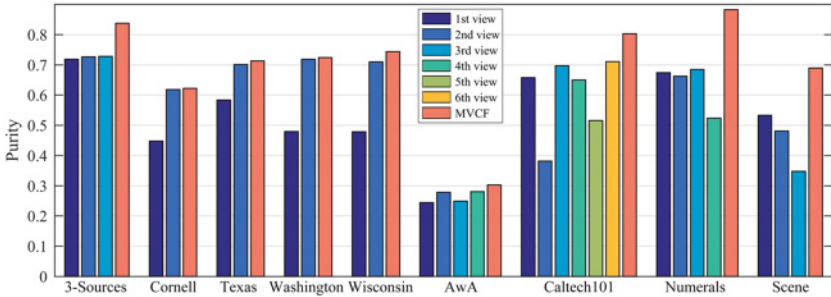 0.8
0.7
0.6
0.5
0.4
0.3
0.2
0.1
0
Purity
1st view
2nd view
3rd view
4th view
5th view
6th view
MVCF
3-Sources Cornell Texas Washington Wisconsin AwA Caltech101 Numerals Scene